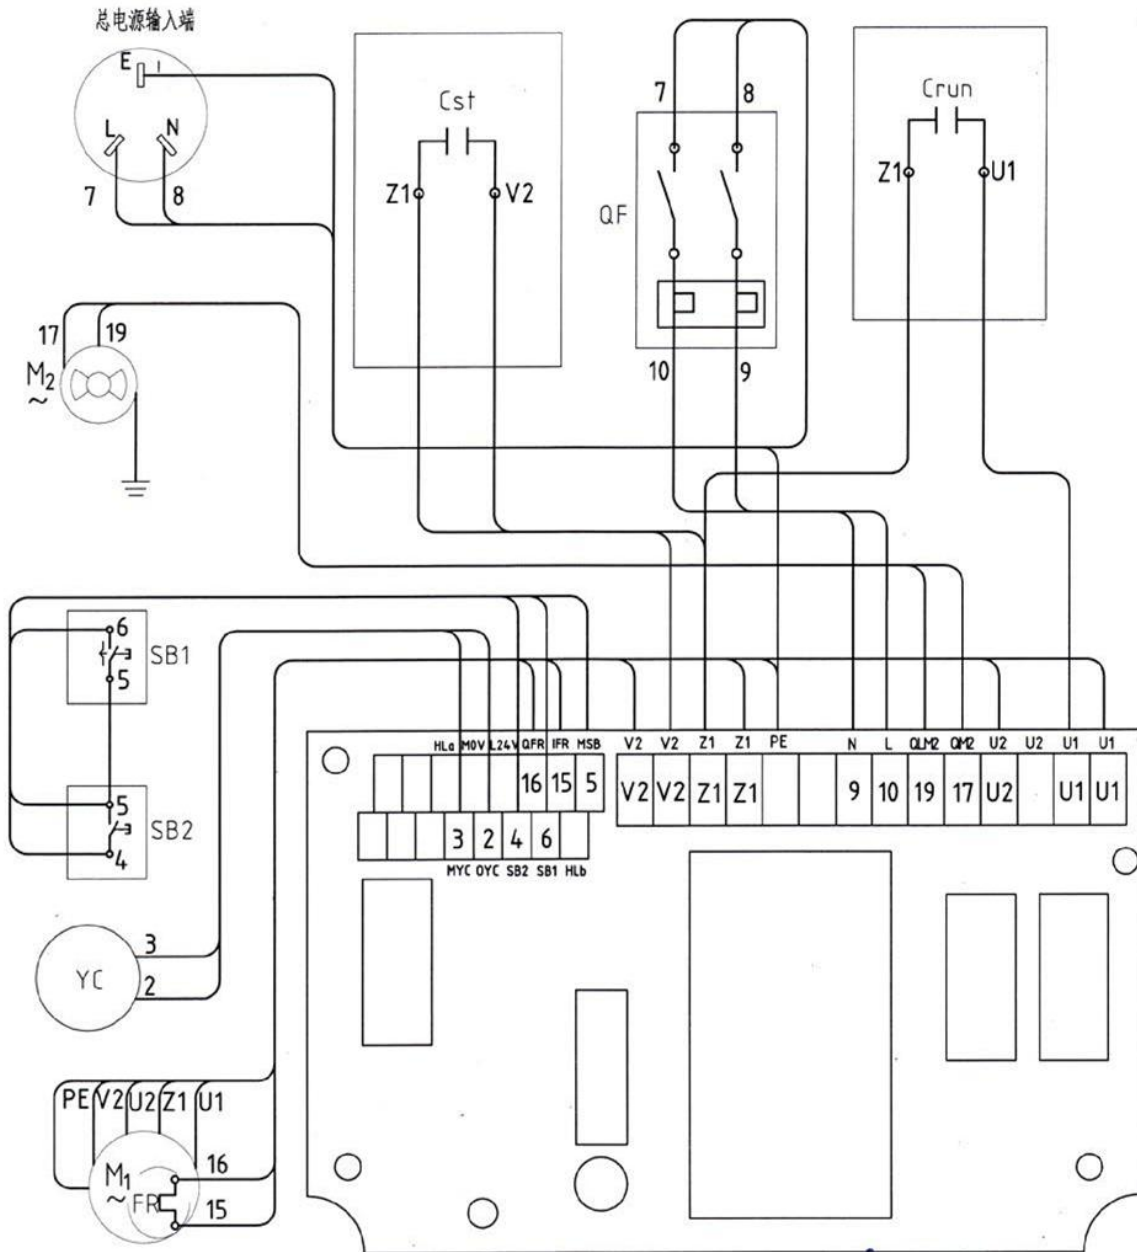 总电源输入端
E
L N
7 8
Cst
Z1 V2
7 8
QF
10 9
Crun
Z1 U1
17 19
M2
~
6
SB1
5
5
SB2
4
3
YC
2
PE V2 U2 Z1 U1
M1
~
FR
16
15
HLa M0V L24V QFR IFR MSB
16 15 5
3 2 4 6
MYC OYC SB2 SB1 HLb
V2 V2 Z1 Z1 PE N L QLM2 QM2 U2 U2 U1 U1
V2 V2 Z1 Z1 9 10 19 17 U2 U1 U1